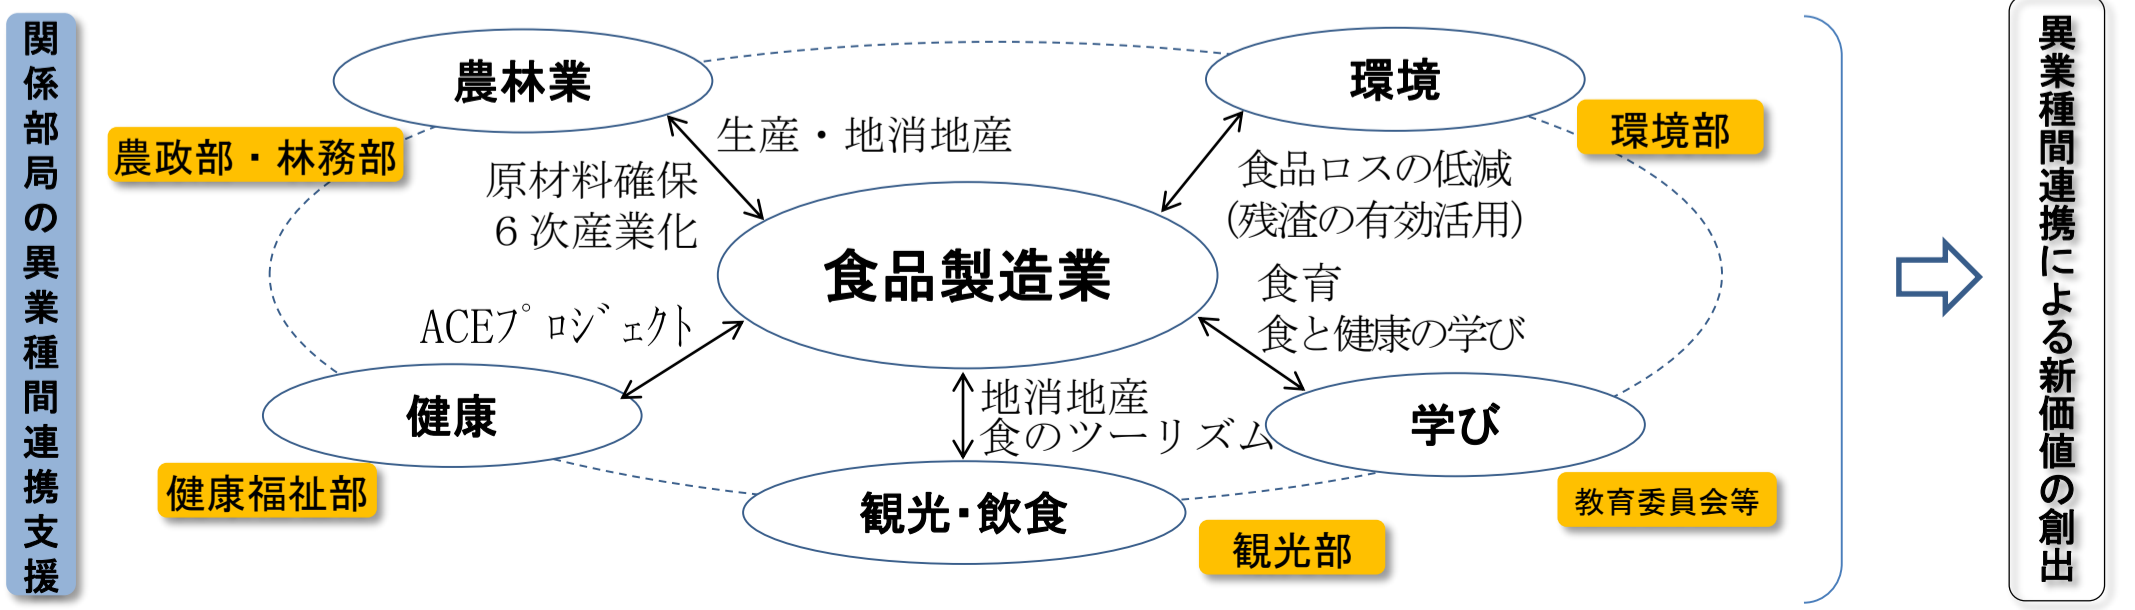 関係部局の異業種間連携支援
農林業
農政部・林務部
生産・地消地産
原材料確保
６次産業化
環境
環境部
食品ロスの低減
(残渣の有効活用)
食品製造業
食育
食と健康の学び
ACEﾌﾟﾛｼﾞｪｸﾄ
健康
健康福祉部
地消地産
食のツーリズム
学び
教育委員会等
観光・飲食
観光部
異業種間連携による新価値の創出